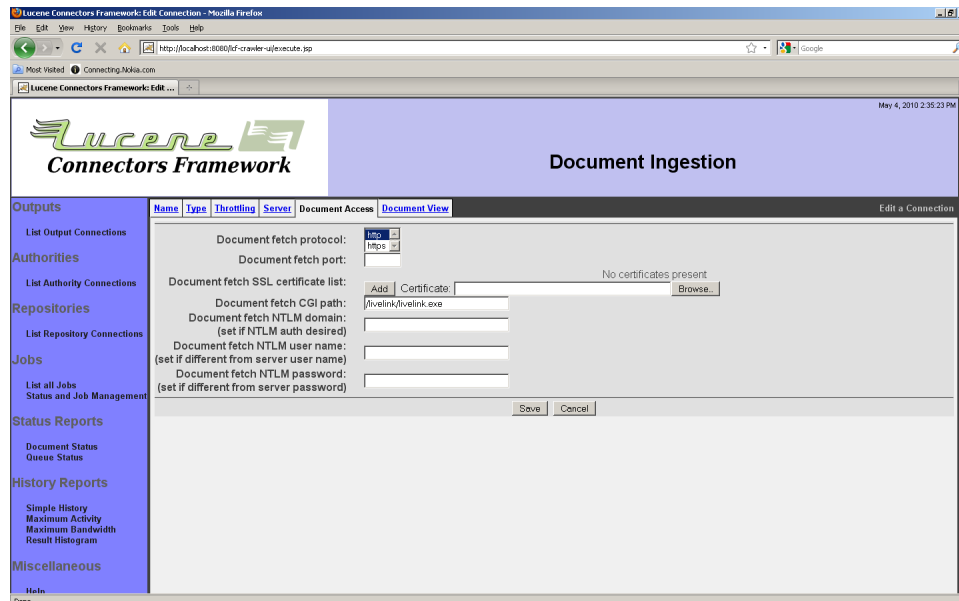 Lucene Connectors Framework: Edit Connection - Mozilla Firefox
File Edit View History Bookmarks Tools Help
http://localhost:8080/lcf-crawler-ui/execute.jsp
Google
Most Visited Connecting.Nokia.com
Lucene Connectors Framework: Edit ...
May 4, 2010 2:35:23 PM
Lucene
Connectors Framework
Document Ingestion
Outputs
Name Type Throttling Server Document Access Document View
Edit a Connection
List Output Connections
Authorities
List Authority Connections
Repositories
List Repository Connections
Jobs
List all Jobs
Status and Job Management
Status Reports
Document Status
Queue Status
History Reports
Simple History
Maximum Activity
Maximum Bandwidth
Result Histogram
Miscellaneous
Help
Document fetch protocol:
http
https
Document fetch port:
Document fetch SSL certificate list:
No certificates present
Add Certificate: Browse..
Document fetch CGI path:
/livelink/livelink.exe
Document fetch NTLM domain:
(set if NTLM auth desired)
Document fetch NTLM user name:
(set if different from server user name)
Document fetch NTLM password:
(set if different from server password)
Save Cancel